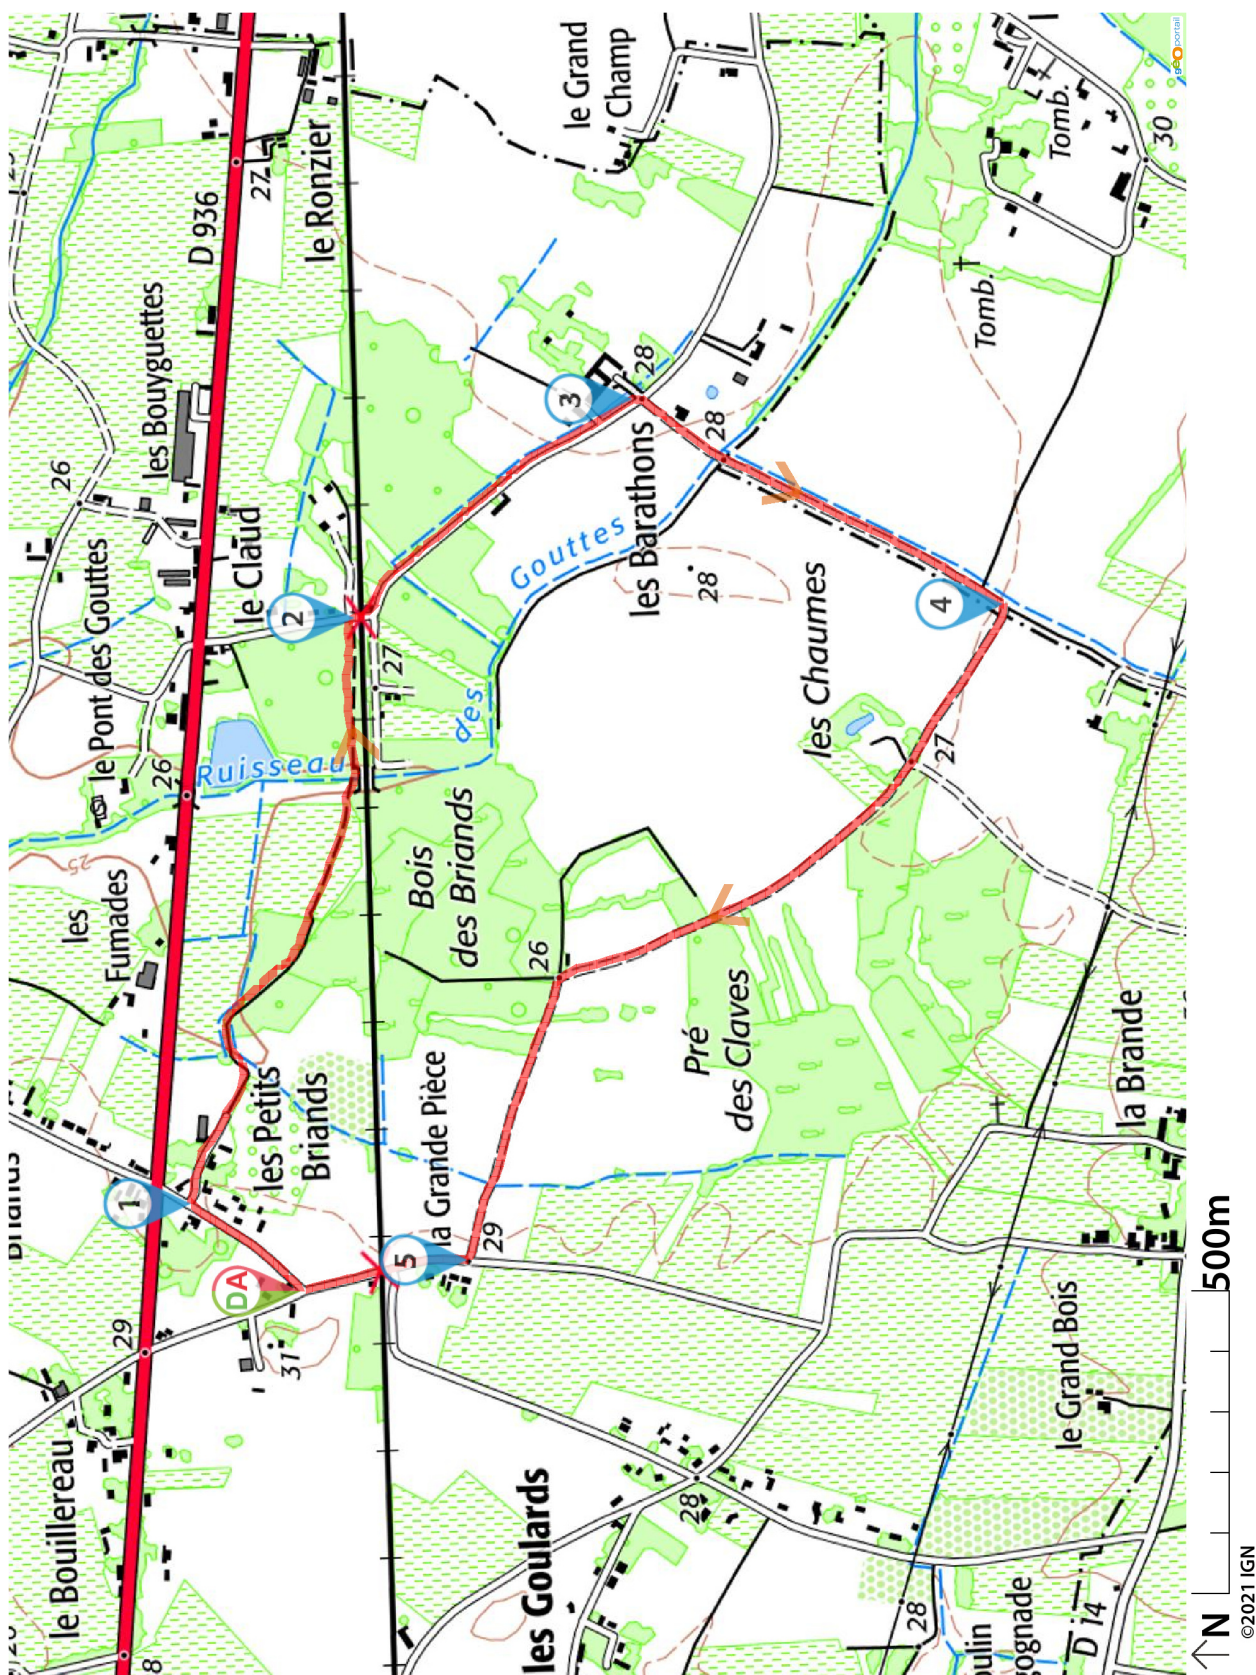 le Bouillereau
29
31
DA
1
les
Fumades
25
26
le Pont des Gouttes
26
les Bouyguettes
D 936
27
le Ronzier
le Claud
2
Ruisseau
des
Gouttes
27
les Petits
Briands
Bois
des Briands
la Grande Pièce
5
29
26
les Goulards
28
Pré
des Claves
les Barathons
28
3
28
28
le Grand
Champ
les Chaumes
27
4
Tomb.
Tomb.
30
la Brande
le Grand Bois
28
D 14
N
500m
©2021 IGN
géoportail